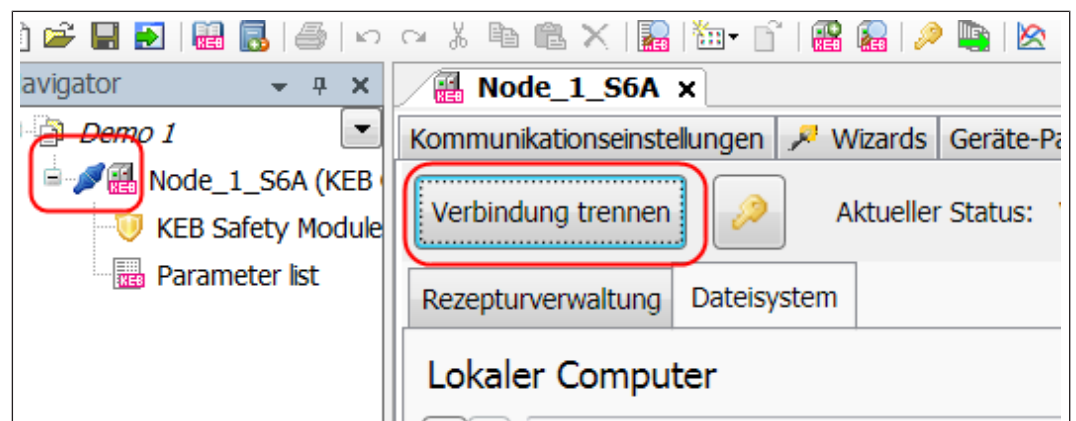 avigator
Node_1_S6A x
Demo 1
Node_1_S6A (KEB
KEB Safety Module
Parameter list
Kommunikationseinstellungen Wizards Geräte-Pa
Verbindung trennen Aktueller Status:
Rezepturverwaltung Dateisystem
Lokaler Computer